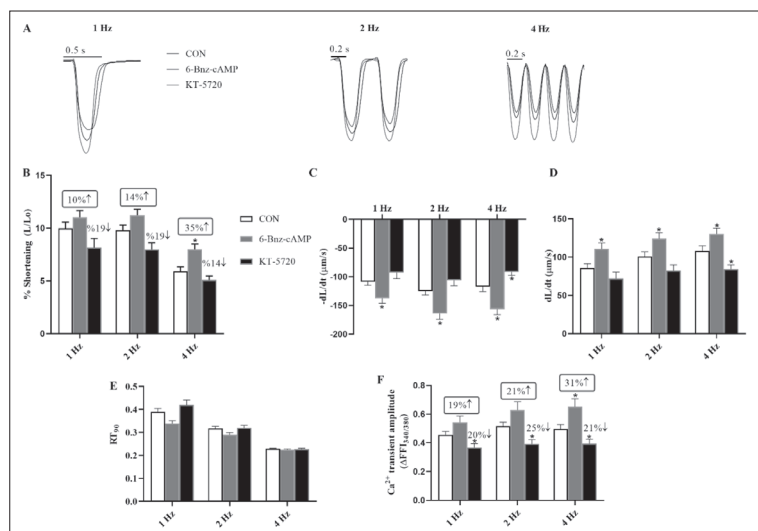 A
1 Hz
2 Hz
4 Hz
0.5 s
0.2 s
0.2 s
CON
6-Bnz-cAMP
KT-5720
B
% Shortening (L/Lo)
15
10
5
0
10%↑
14%↑
35%↑
%19↓
%19↓
%14↓
*
1 Hz
2 Hz
4 Hz
CON
6-Bnz-cAMP
KT-5720
C
1 Hz
2 Hz
4 Hz
-dL/dt (µm/s)
0
-50
-100
-150
-200
*
*
*
*
D
dL/dt (µm/s)
150
100
50
0
*
*
*
*
1 Hz
2 Hz
4 Hz
E
RT90
0.5
0.4
0.3
0.2
0.1
0.0
1 Hz
2 Hz
4 Hz
F
Ca2+ transient amplitude
(ΔFFI340/380)
0.8
0.6
0.4
0.2
0.0
19%↑
21%↑
31%↑
20%↓
25%↓
21%↓
*
*
*
*
1 Hz
2 Hz
4 Hz